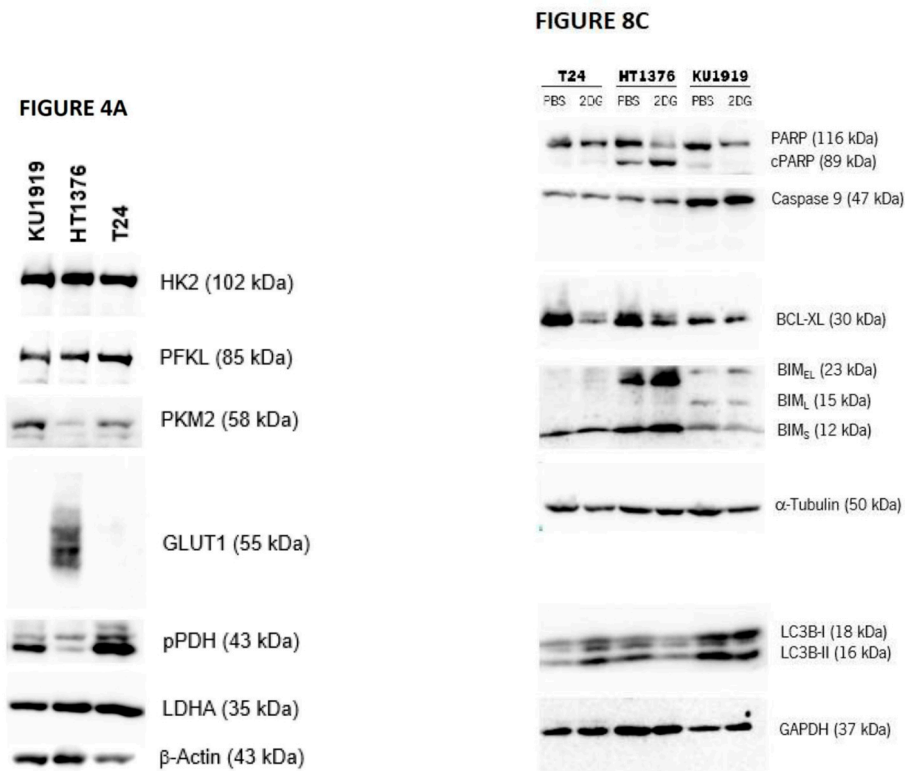 FIGURE 4A
KU1919
HT1376
T24
HK2 (102 kDa)
PFKL (85 kDa)
PKM2 (58 kDa)
GLUT1 (55 kDa)
pPDH (43 kDa)
LDHA (35 kDa)
β-Actin (43 kDa)
FIGURE 8C
T24 HT1376 KU1919
PBS 2DG PBS 2DG PBS 2DG
PARP (116 kDa)
cPARP (89 kDa)
Caspase 9 (47 kDa)
BCL-XL (30 kDa)
BIM_EL (23 kDa)
BIM_L (15 kDa)
BIM_S (12 kDa)
α-Tubulin (50 kDa)
LC3B-I (18 kDa)
LC3B-II (16 kDa)
GAPDH (37 kDa)